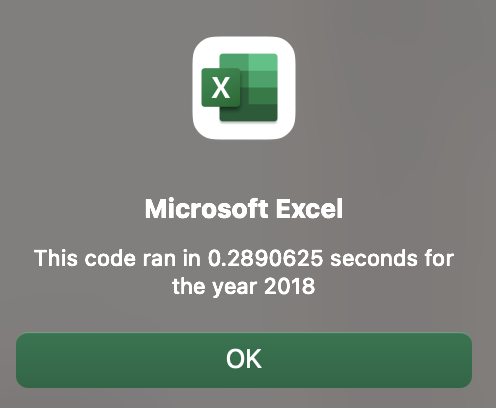 X
Microsoft Excel
This code ran in 0.2890625 seconds for
the year 2018
OK